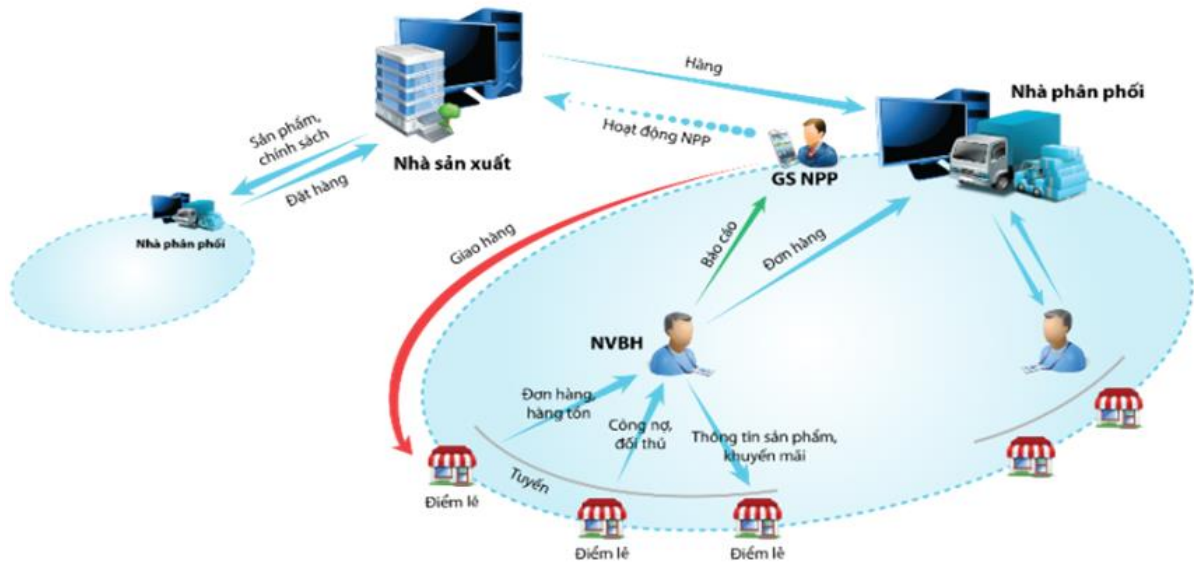 Hàng
Nhà phân phối
Hoạt động NPP
Sản phẩm,
chính sách
Nhà sản xuất
GS NPP
Đặt hàng
Nhà phân phối
Giao hàng
Báo cáo
Đơn hàng
NVBH
Đơn hàng,
hàng tồn
Công nợ,
đối thủ
Thông tin sản phẩm,
khuyến mãi
Tuyến
Điểm lẻ
Điểm lẻ
Điểm lẻ